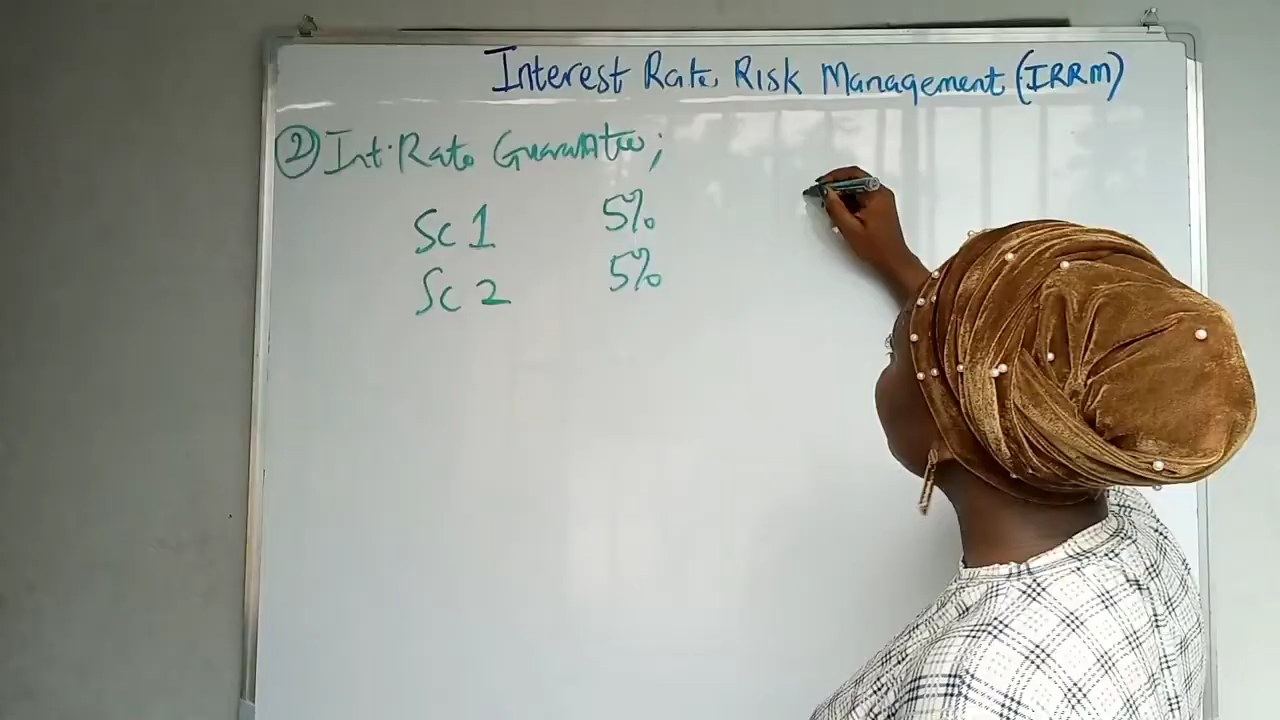 Interest Rate Risk Management (IRRM)
② Int. Rate Guarantee;
Sc 1 5%
Sc 2 5%